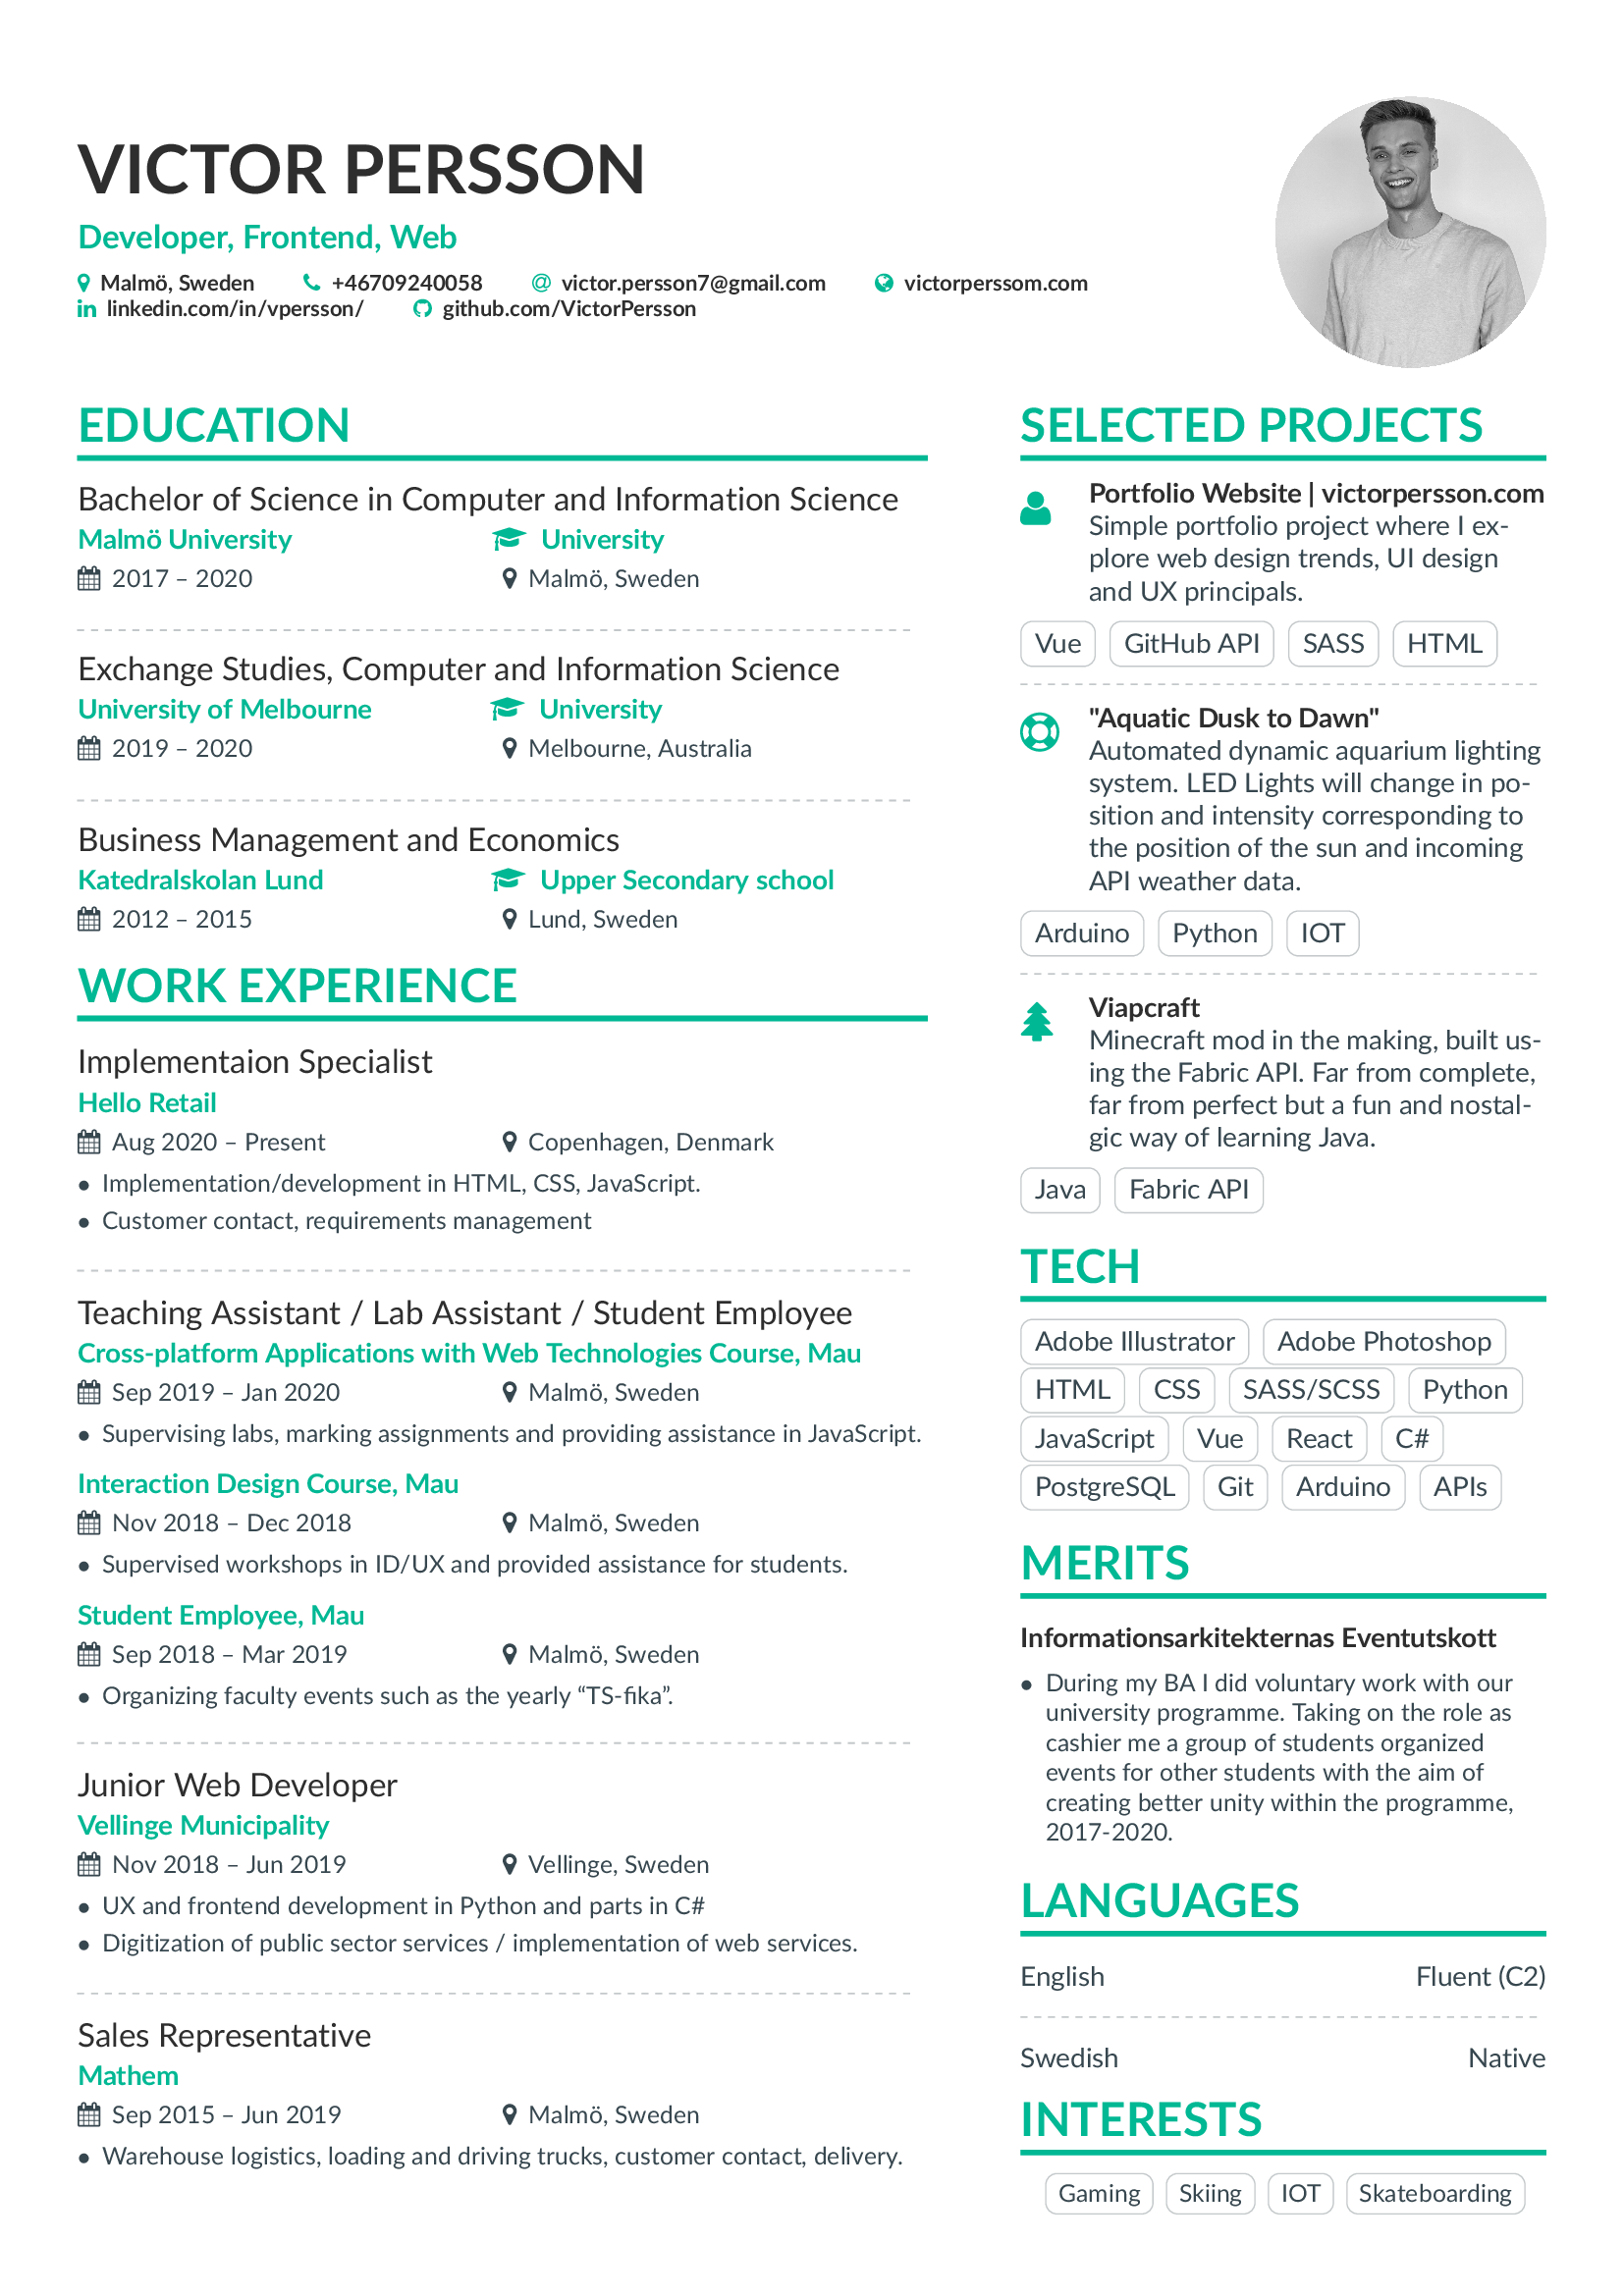 VICTOR PERSSON
Developer, Frontend, Web
Malmö, Sweden +46709240058 victor.persson7@gmail.com victorperssom.com
linkedin.com/in/vpersson/ github.com/VictorPersson
EDUCATION
Bachelor of Science in Computer and Information Science
Malmö University University
2017 – 2020 Malmö, Sweden
Exchange Studies, Computer and Information Science
University of Melbourne University
2019 – 2020 Melbourne, Australia
Business Management and Economics
Katedralskolan Lund Upper Secondary school
2012 – 2015 Lund, Sweden
WORK EXPERIENCE
Implementaion Specialist
Hello Retail
Aug 2020 – Present Copenhagen, Denmark
• Implementation/development in HTML, CSS, JavaScript.
• Customer contact, requirements management
Teaching Assistant / Lab Assistant / Student Employee
Cross-platform Applications with Web Technologies Course, Mau
Sep 2019 – Jan 2020 Malmö, Sweden
• Supervising labs, marking assignments and providing assistance in JavaScript.
Interaction Design Course, Mau
Nov 2018 – Dec 2018 Malmö, Sweden
• Supervised workshops in ID/UX and provided assistance for students.
Student Employee, Mau
Sep 2018 – Mar 2019 Malmö, Sweden
• Organizing faculty events such as the yearly “TS-fika”.
Junior Web Developer
Vellinge Municipality
Nov 2018 – Jun 2019 Vellinge, Sweden
• UX and frontend development in Python and parts in C#
• Digitization of public sector services / implementation of web services.
Sales Representative
Mathem
Sep 2015 – Jun 2019 Malmö, Sweden
• Warehouse logistics, loading and driving trucks, customer contact, delivery.
SELECTED PROJECTS
Portfolio Website | victorpersson.com
Simple portfolio project where I ex-
plore web design trends, UI design
and UX principals.
Vue GitHub API SASS HTML
"Aquatic Dusk to Dawn"
Automated dynamic aquarium lighting
system. LED Lights will change in po-
sition and intensity corresponding to
the position of the sun and incoming
API weather data.
Arduino Python IOT
Viapcraft
Minecraft mod in the making, built us-
ing the Fabric API. Far from complete,
far from perfect but a fun and nostal-
gic way of learning Java.
Java Fabric API
TECH
Adobe Illustrator Adobe Photoshop
HTML CSS SASS/SCSS Python
JavaScript Vue React C#
PostgreSQL Git Arduino APIs
MERITS
Informationsarkitekternas Eventutskott
• During my BA I did voluntary work with our
university programme. Taking on the role as
cashier me a group of students organized
events for other students with the aim of
creating better unity within the programme,
2017-2020.
LANGUAGES
English Fluent (C2)
Swedish Native
INTERESTS
Gaming Skiing IOT Skateboarding